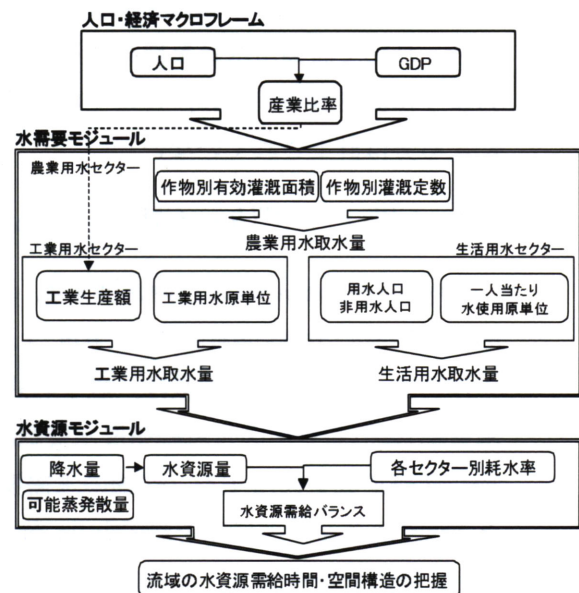 人口・経済マクロフレーム
人口
GDP
産業比率
水需要モジュール
農業用水セクター
作物別有効灌漑面積
作物別灌漑定数
農業用水取水量
工業用水セクター
生活用水セクター
工業生産額
工業用水原単位
用水人口
非用水人口
一人当たり
水使用原単位
工業用水取水量
生活用水取水量
水資源モジュール
降水量
水資源量
各セクター別耗水率
可能蒸発散量
水資源需給バランス
流域の水資源需給時間・空間構造の把握